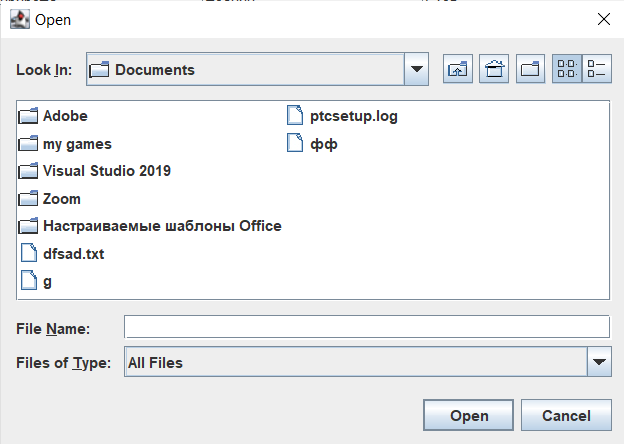 Open
Look In: Documents
Adobe
my games
Visual Studio 2019
Zoom
Настраиваемые шаблоны Office
dfsad.txt
g
ptcsetup.log
фф
File Name:
Files of Type: All Files
Open Cancel